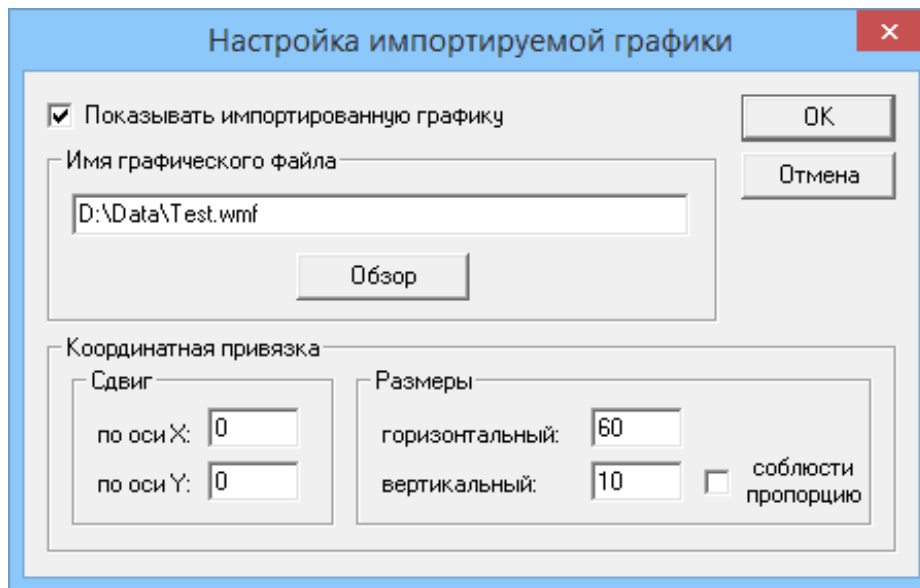 Настройка импортируемой графики
Показывать импортированную графику
OK
Имя графического файла
Отмена
D:\Data\Test.wmf
Обзор
Координатная привязка
Сдвиг
Размеры
по оси X: 0
горизонтальный: 60
по оси Y: 0
вертикальный: 10
соблюсти
пропорцию